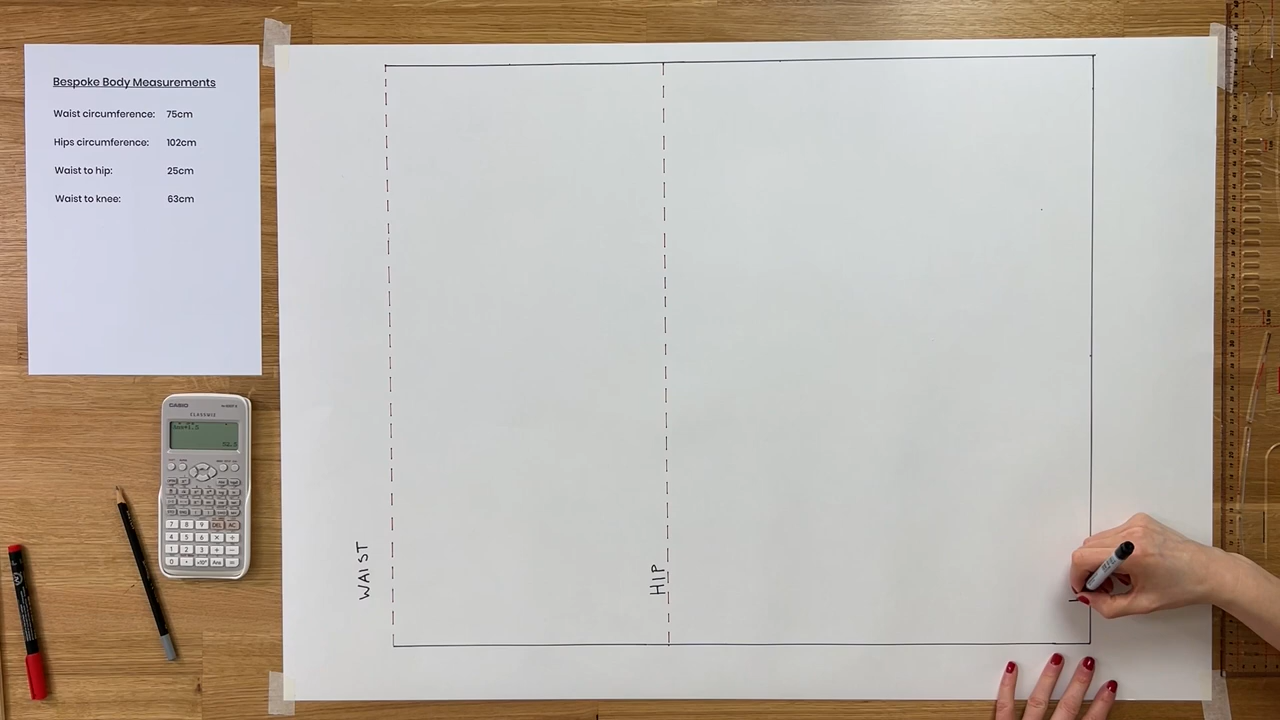 Bespoke Body Measurements
Waist circumference: 75cm
Hips circumference: 102cm
Waist to hip: 25cm
Waist to knee: 63cm
CASIO
CLASSWIZ
WAIST
HIP